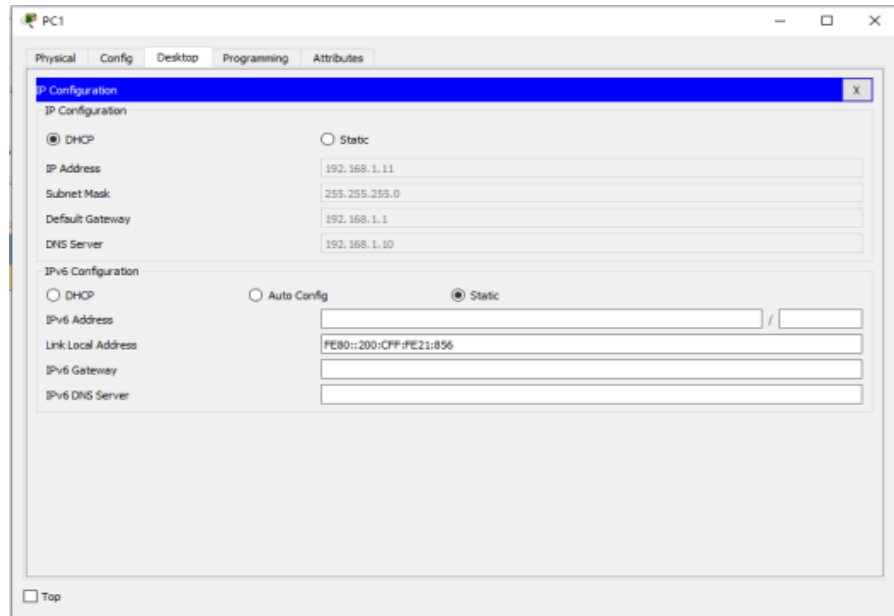 PC1
Physical Config Desktop Programming Attributes
IP Configuration X
IP Configuration
DHCP Static
IP Address 192.168.1.11
Subnet Mask 255.255.255.0
Default Gateway 192.168.1.1
DNS Server 192.168.1.10
IPv6 Configuration
DHCP Auto Config Static
IPv6 Address /
Link Local Address FE80::200:CFF:FE21:856
IPv6 Gateway
IPv6 DNS Server
Top